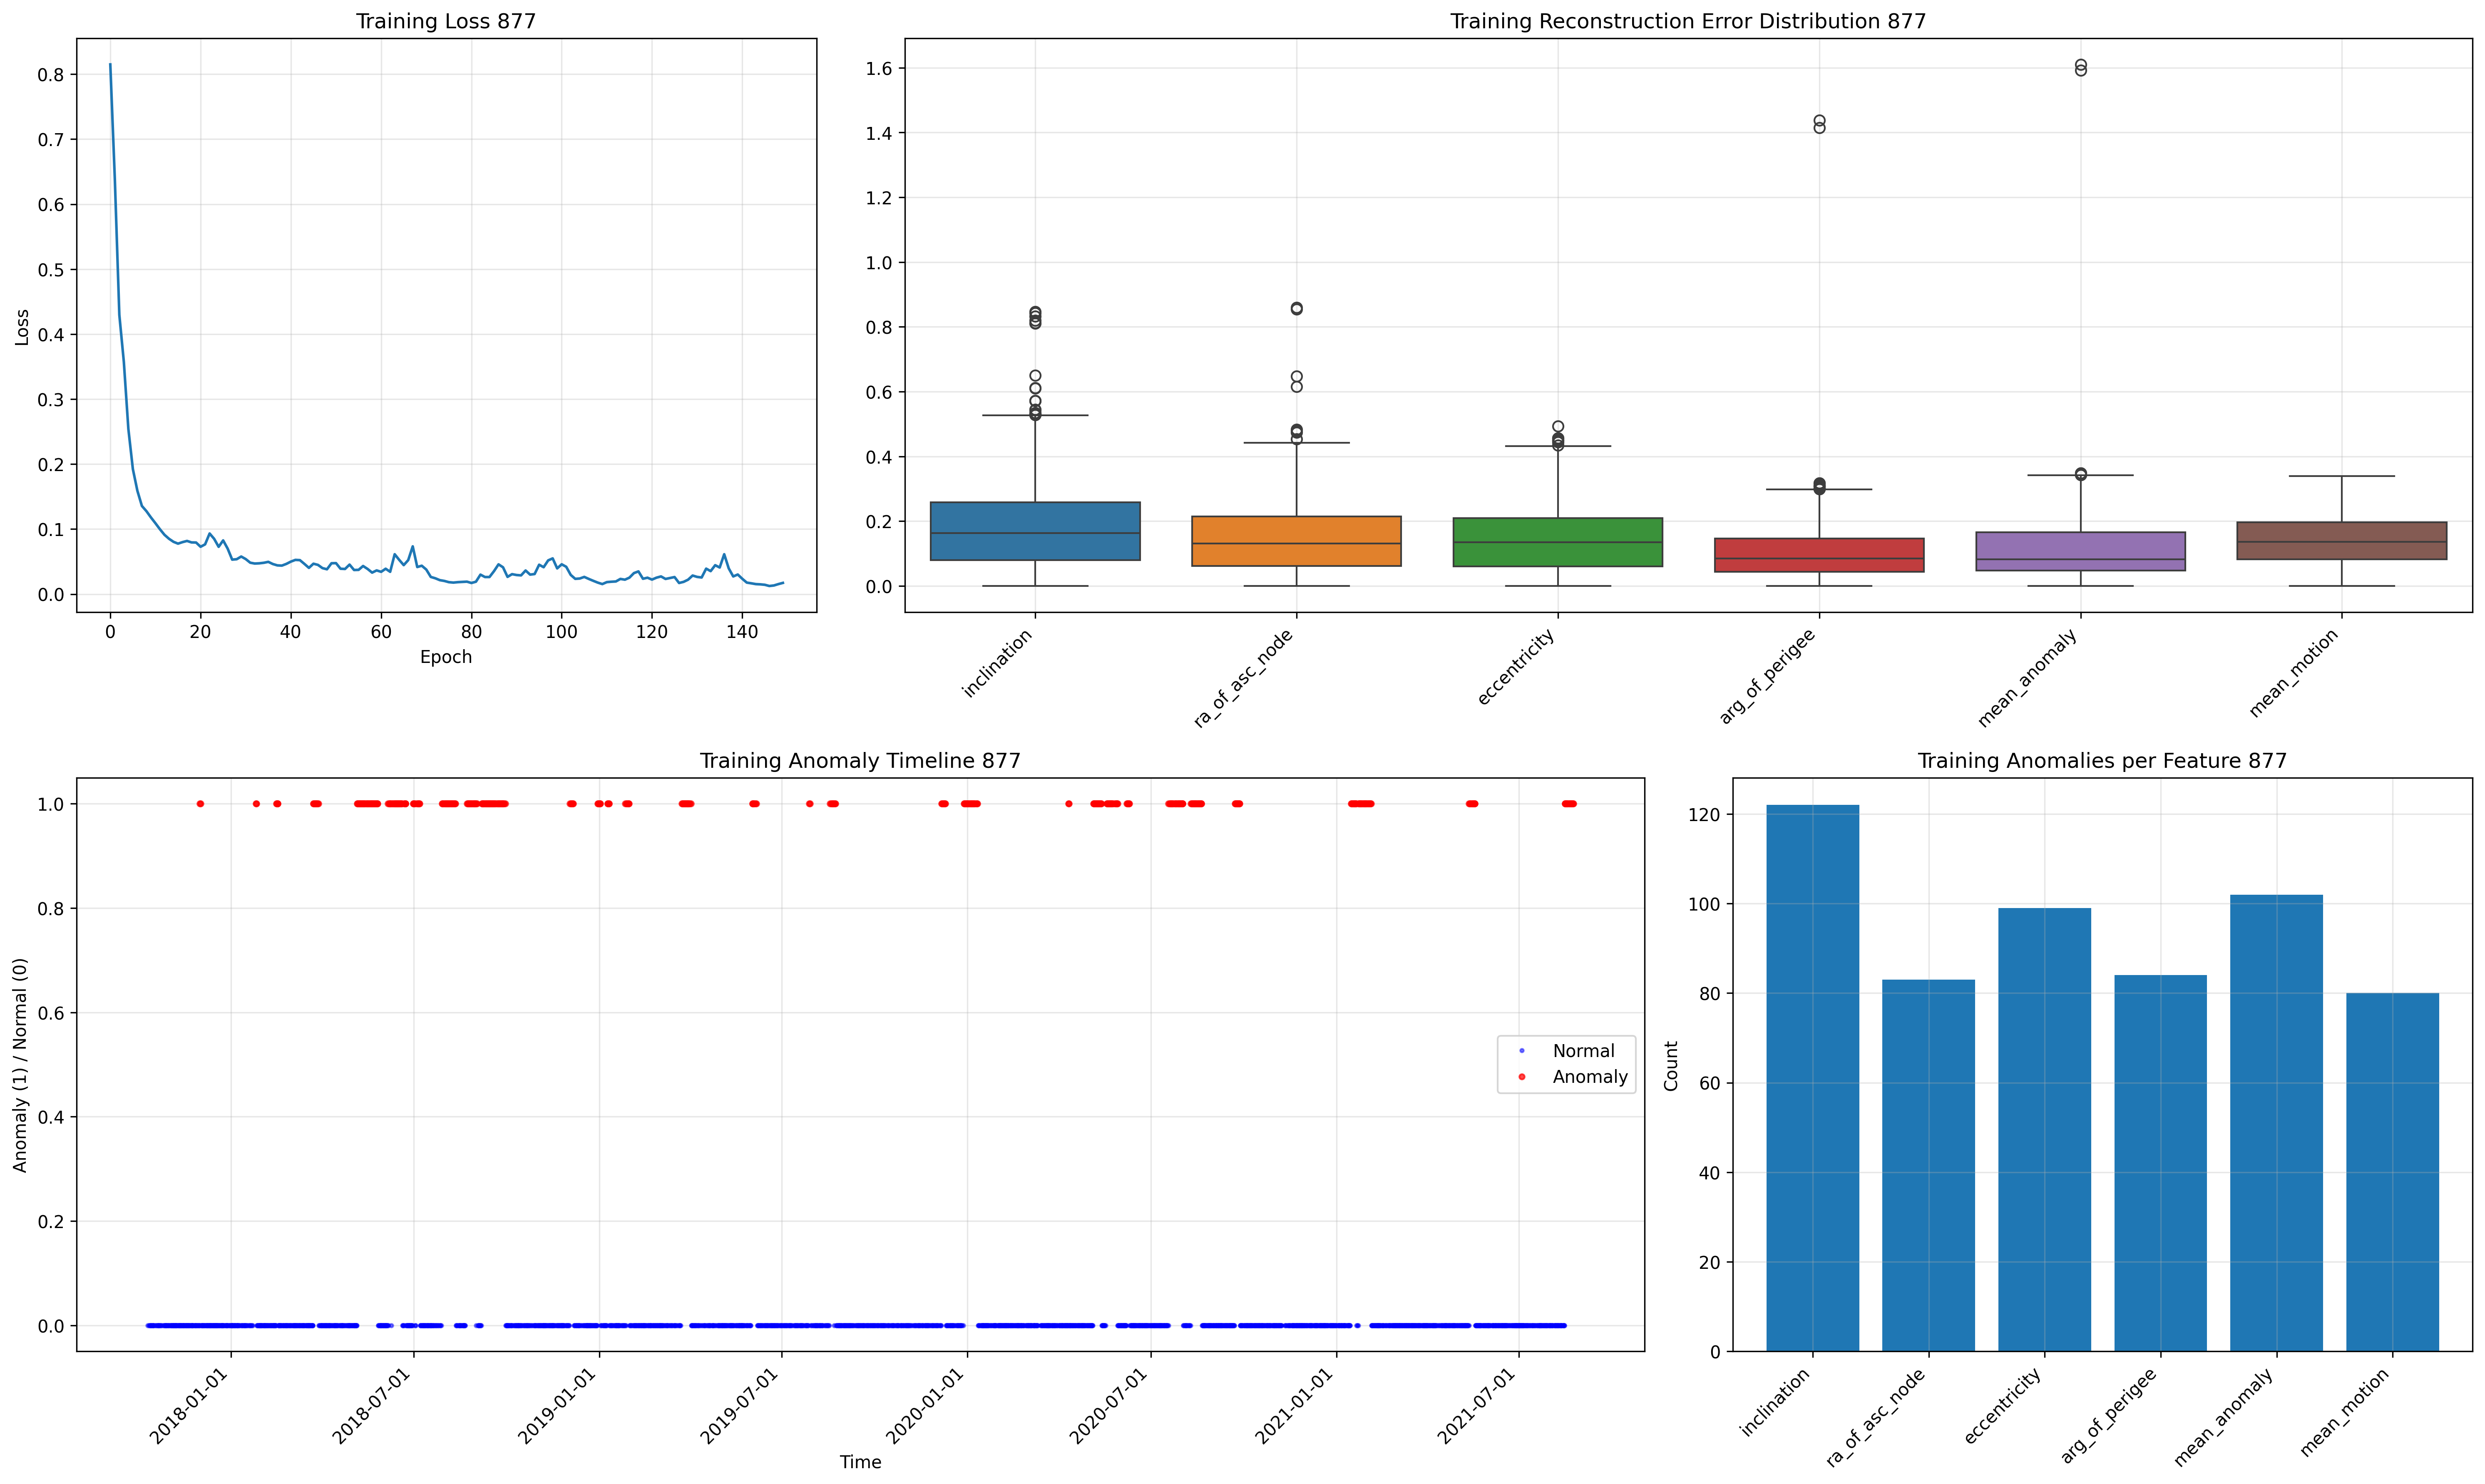 Training Loss 877
Loss
0.8
0.7
0.6
0.5
0.4
0.3
0.2
0.1
0.0
0 20 40 60 80 100 120 140
Epoch
Training Reconstruction Error Distribution 877
1.6
1.4
1.2
1.0
0.8
0.6
0.4
0.2
0.0
inclination
ra_of_asc_node
eccentricity
arg_of_perigee
mean_anomaly
mean_motion
Training Anomaly Timeline 877
Anomaly (1) / Normal (0)
1.0
0.8
0.6
0.4
0.2
0.0
Normal
Anomaly
2018-01-01
2018-07-01
2019-01-01
2019-07-01
2020-01-01
2020-07-01
2021-01-01
2021-07-01
Time
Training Anomalies per Feature 877
Count
120
100
80
60
40
20
0
inclination
ra_of_asc_node
eccentricity
arg_of_perigee
mean_anomaly
mean_motion